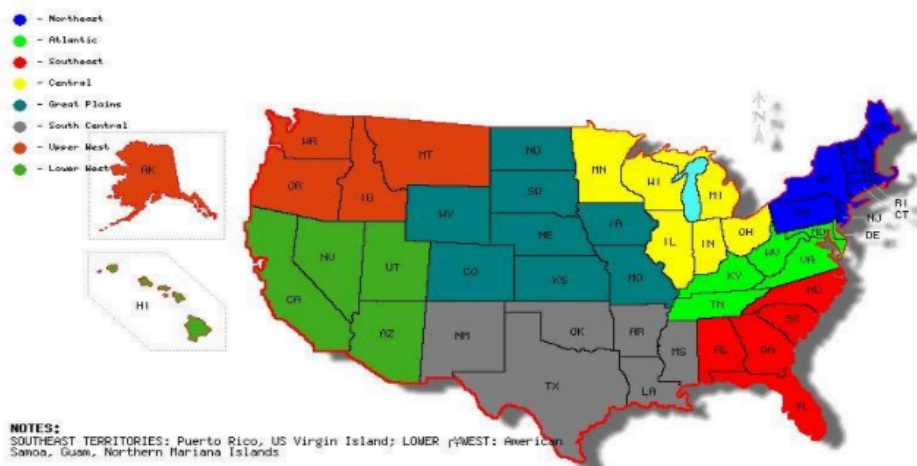 - Northeast
- Atlantic
- Southeast
- Central
- Great Plains
- South Central
- Upper West
- Lower West
AK
HI
WA
OR
ID
MT
WY
NV
UT
CA
AZ
CO
NM
ND
SD
NE
KS
OK
TX
MN
IA
MO
AR
LA
WI
IL
MI
IN
OH
KY
TN
MS
AL
GA
FL
SC
NC
VA
WV
MD
RI
CT
NJ
DE
NOTES:
SOUTHEAST TERRITORIES: Puerto Rico, US Virgin Island; LOWER WEST: American
Samoa, Guam, Northern Mariana Islands